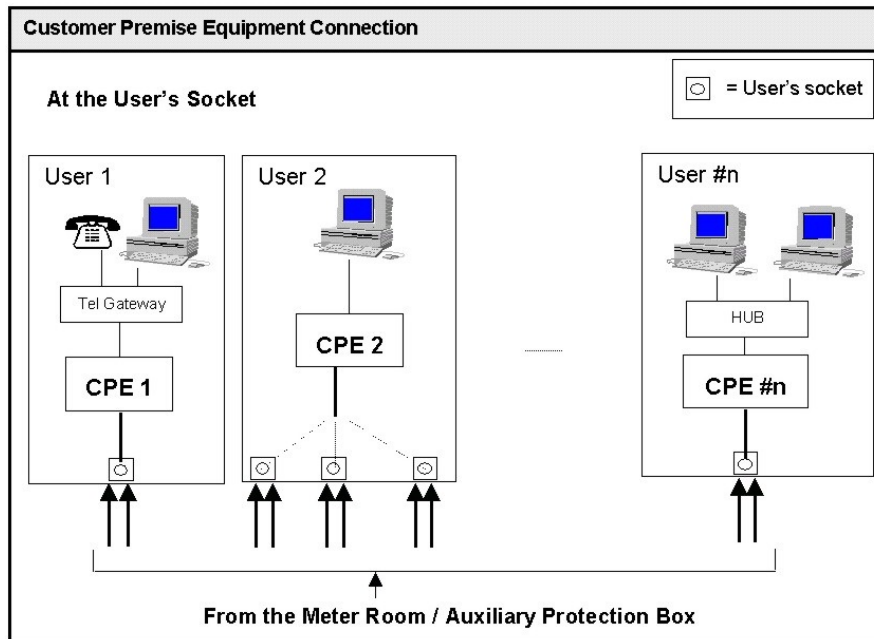 Customer Premise Equipment Connection
At the User's Socket
= User's socket
User 1
User 2
User #n
Tel Gateway
HUB
CPE 1
CPE 2
CPE #n
From the Meter Room / Auxiliary Protection Box